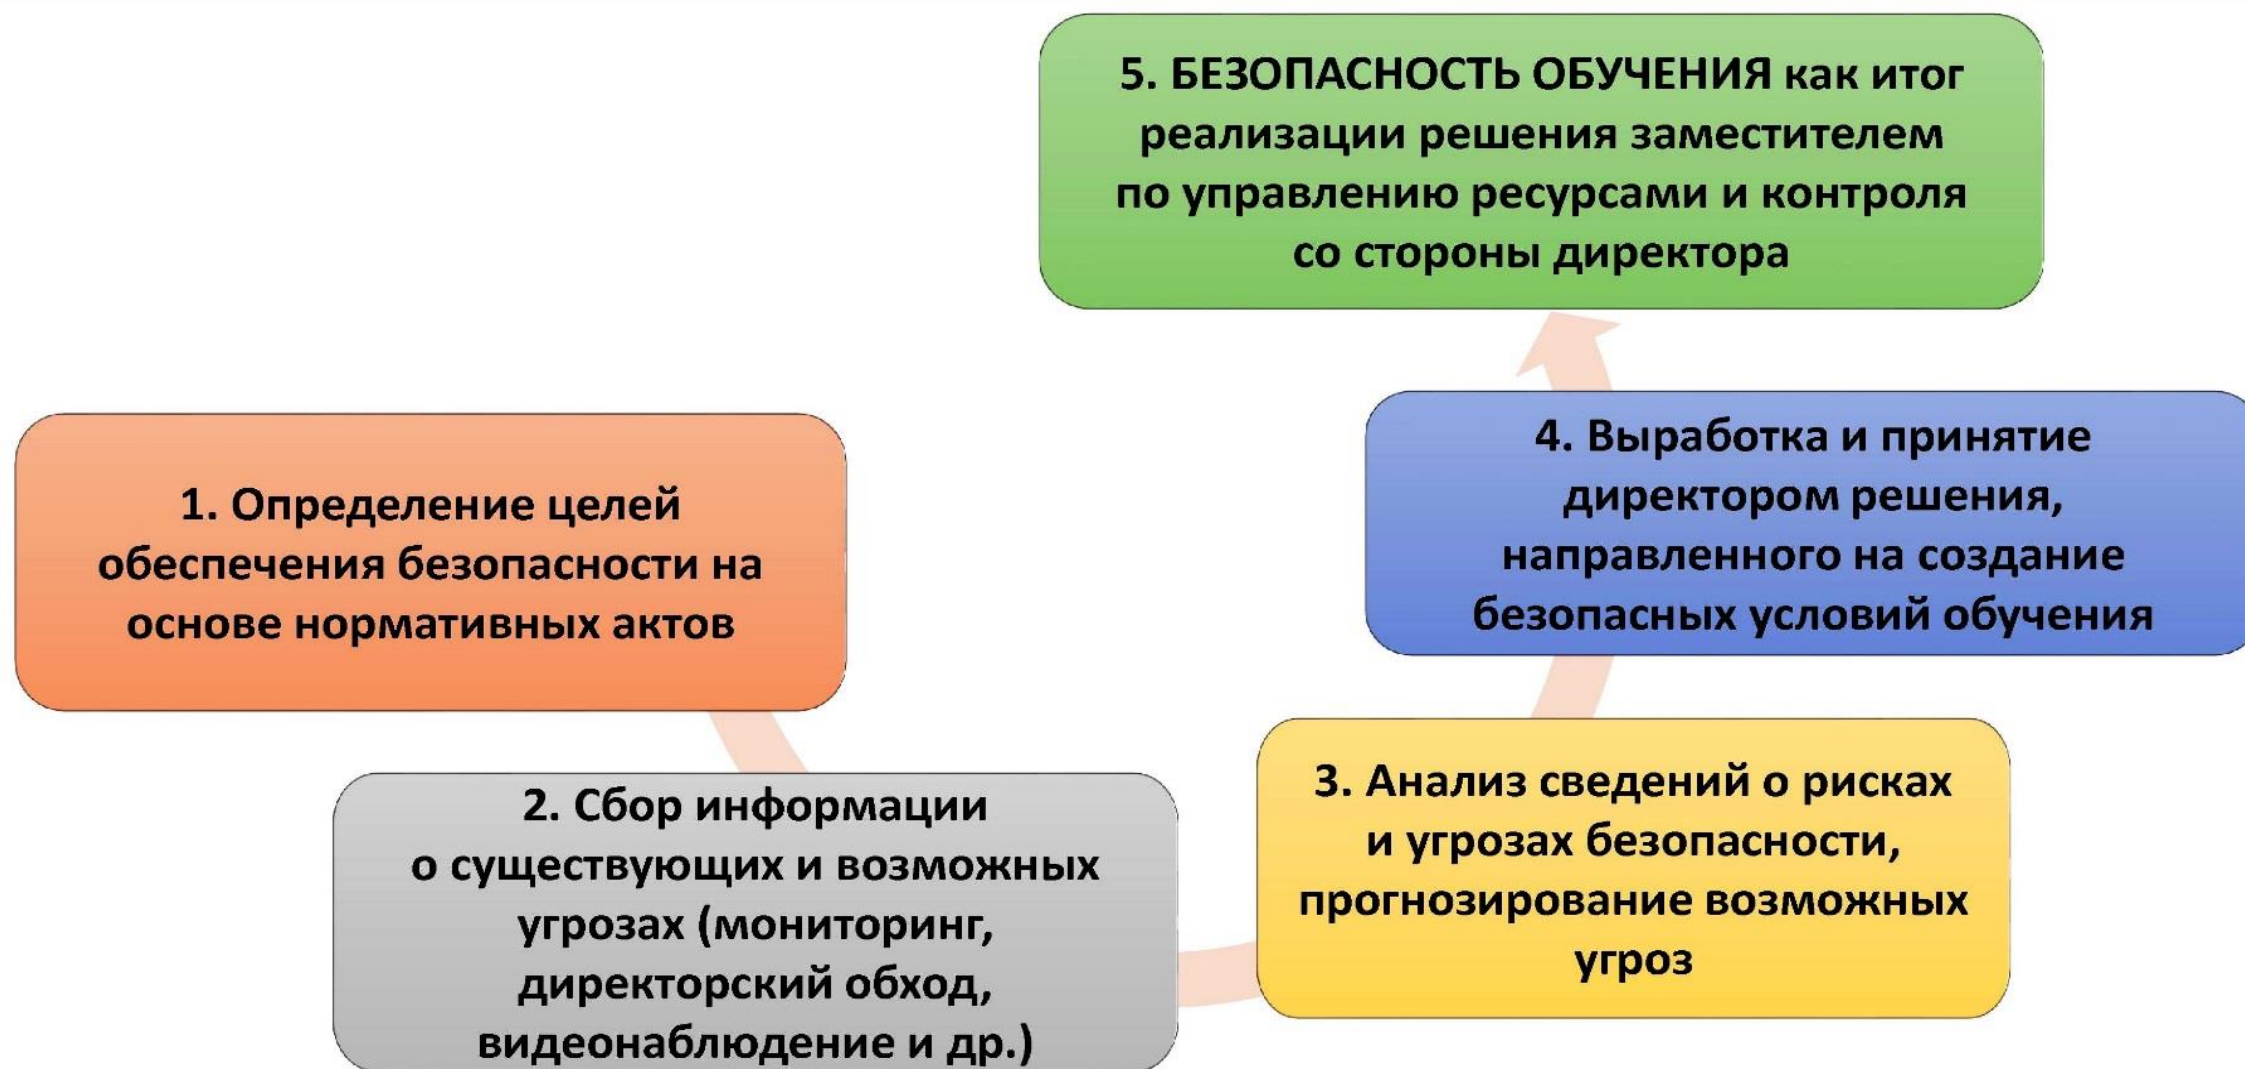 5. БЕЗОПАСНОСТЬ ОБУЧЕНИЯ как итог
реализации решения заместителем
по управлению ресурсами и контроля
со стороны директора
1. Определение целей
обеспечения безопасности на
основе нормативных актов
4. Выработка и принятие
директором решения,
направленного на создание
безопасных условий обучения
2. Сбор информации
о существующих и возможных
угрозах (мониторинг,
директорский обход,
видеонаблюдение и др.)
3. Анализ сведений о рисках
и угрозах безопасности,
прогнозирование возможных
угроз